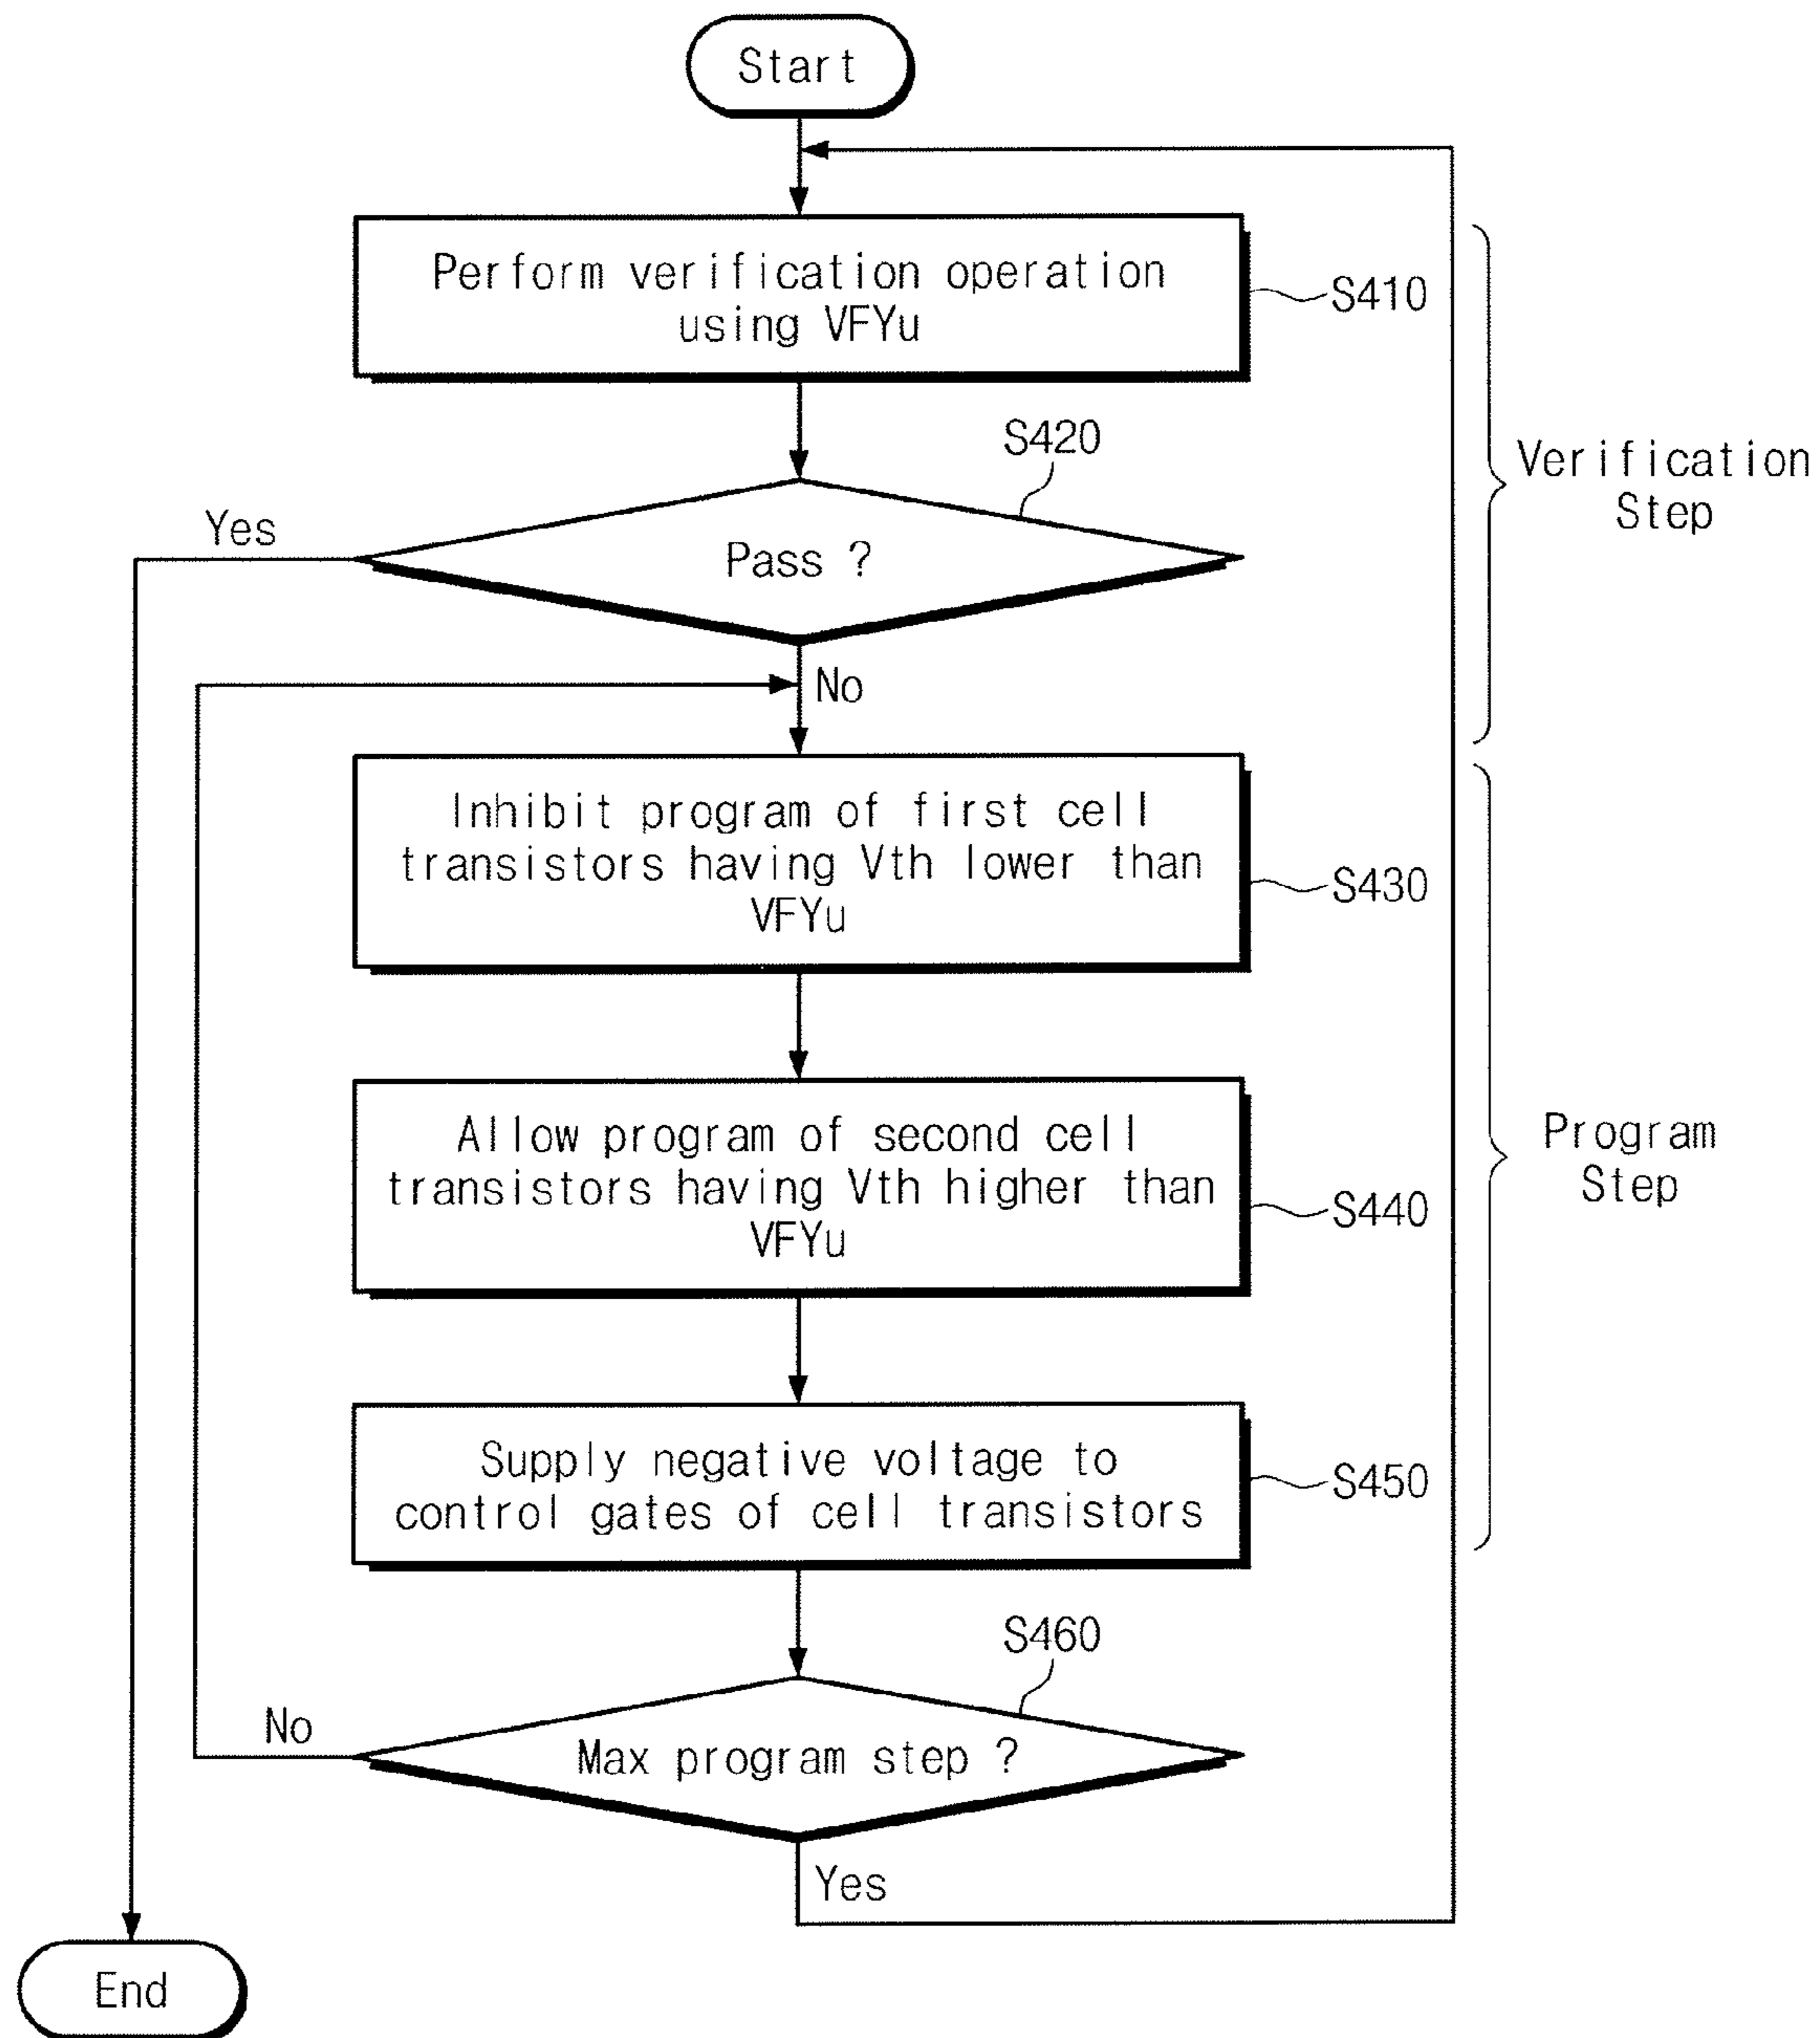 Start
Perform verification operation
using VFYu
S410
S420
Yes
Pass ?
Verification
Step
No
Inhibit program of first cell
transistors having Vth lower than
VFYu
S430
Allow program of second cell
transistors having Vth higher than
VFYu
S440
Program
Step
Supply negative voltage to
control gates of cell transistors
S450
S460
No
Max program step ?
Yes
End